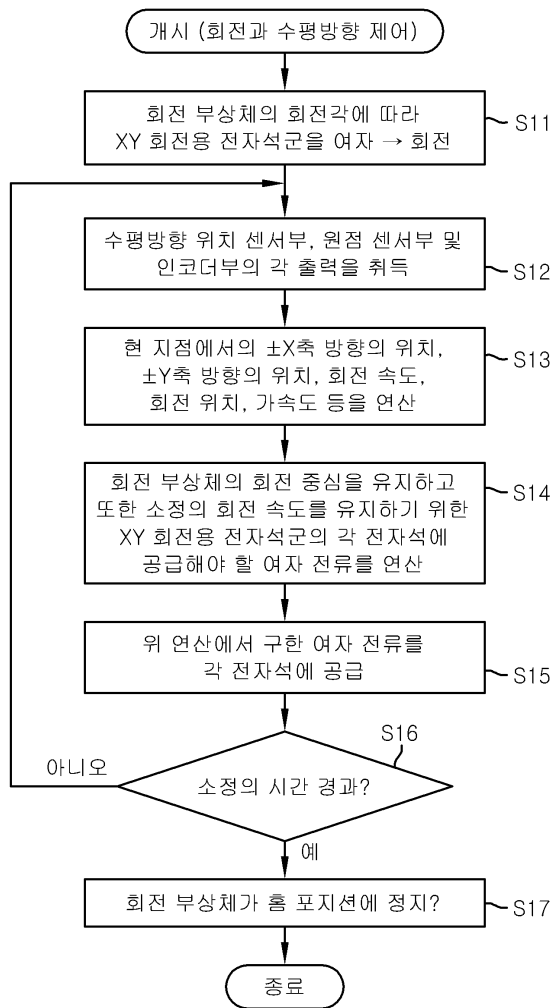 개시 (회전과 수평방향 제어)
회전 부상체의 회전각에 따라
XY 회전용 전자석군을 여자 → 회전
S11
수평방향 위치 센서부, 원점 센서부 및
인코더부의 각 출력을 취득
S12
현 지점에서의 ±X축 방향의 위치,
±Y축 방향의 위치, 회전 속도,
회전 위치, 가속도 등을 연산
S13
회전 부상체의 회전 중심을 유지하고
또한 소정의 회전 속도를 유지하기 위한
XY 회전용 전자석군의 각 전자석에
공급해야 할 여자 전류를 연산
S14
위 연산에서 구한 여자 전류를
각 전자석에 공급
S15
S16
아니오
소정의 시간 경과?
예
회전 부상체가 홈 포지션에 정지?
S17
종료